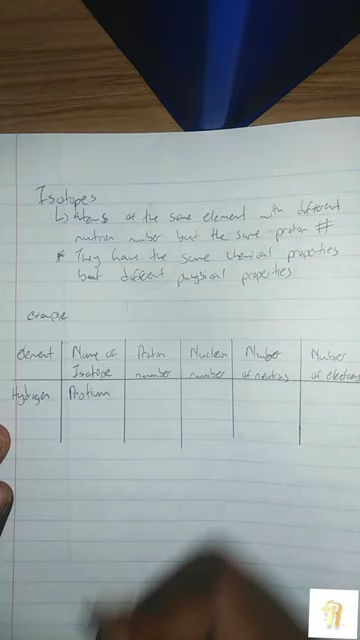 Isotopes
↳ atoms of the same element with different
neutron number but the same proton #
* They have the same chemical properties
but different physical properties
example
element Name of Isotope Proton number Nucleon number Number of neutrons Number of electrons
Hydrogen Protium